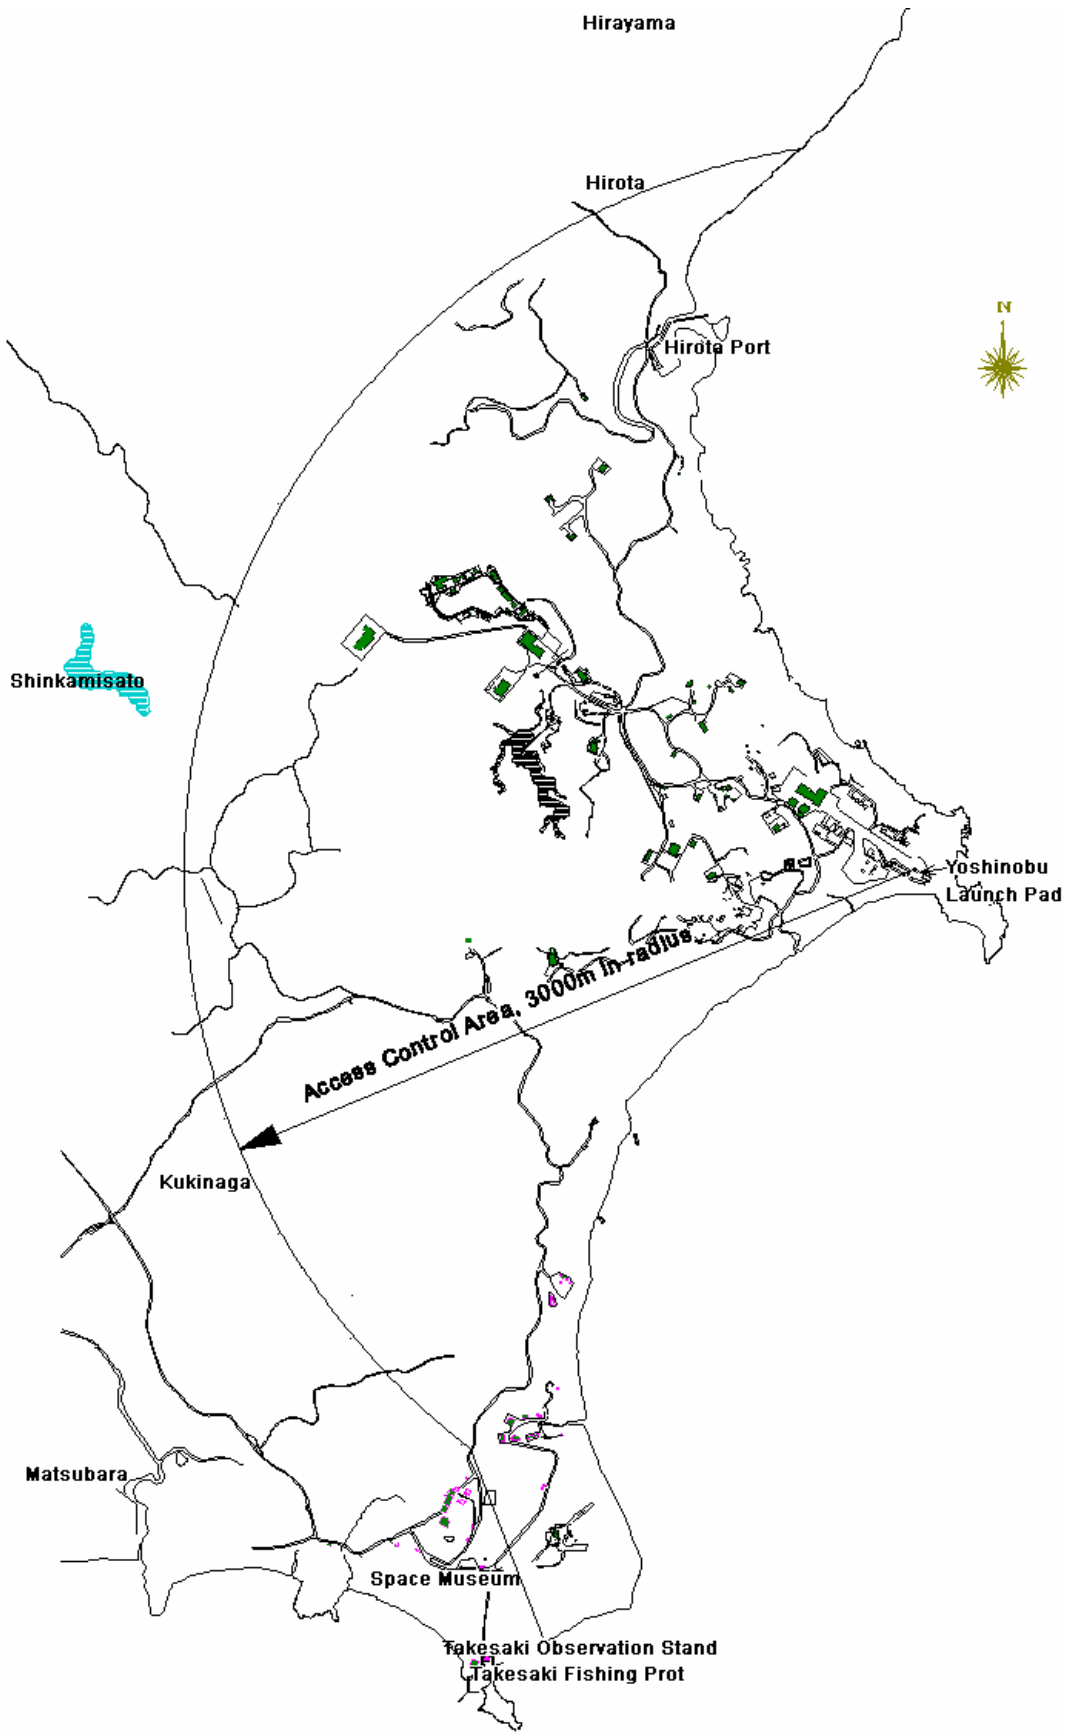 Hirayama
Hirota
N
Hirota Port
Shinkamisato
Yoshinobu
Launch Pad
Access Control Area, 3000m in-radius
Kukinaga
Matsubara
Space Museum
Takesaki Observation Stand
Takesaki Fishing Prot